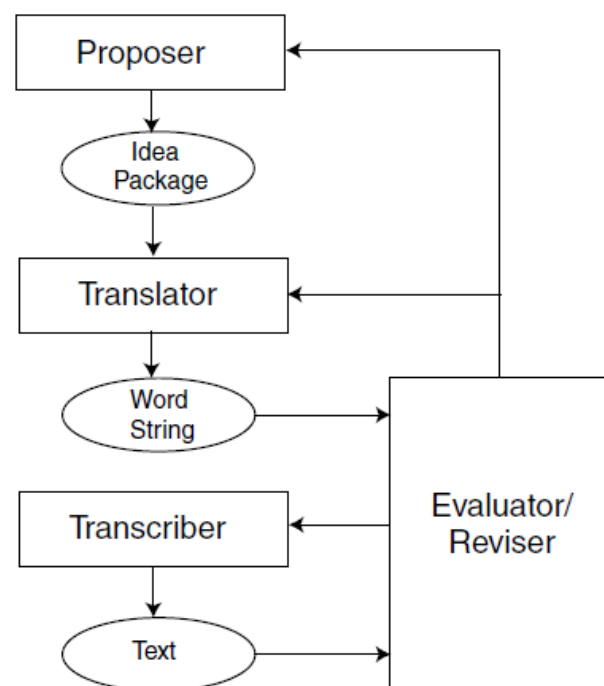 Proposer
Idea
Package
Translator
Word
String
Transcriber
Evaluator/
Reviser
Text